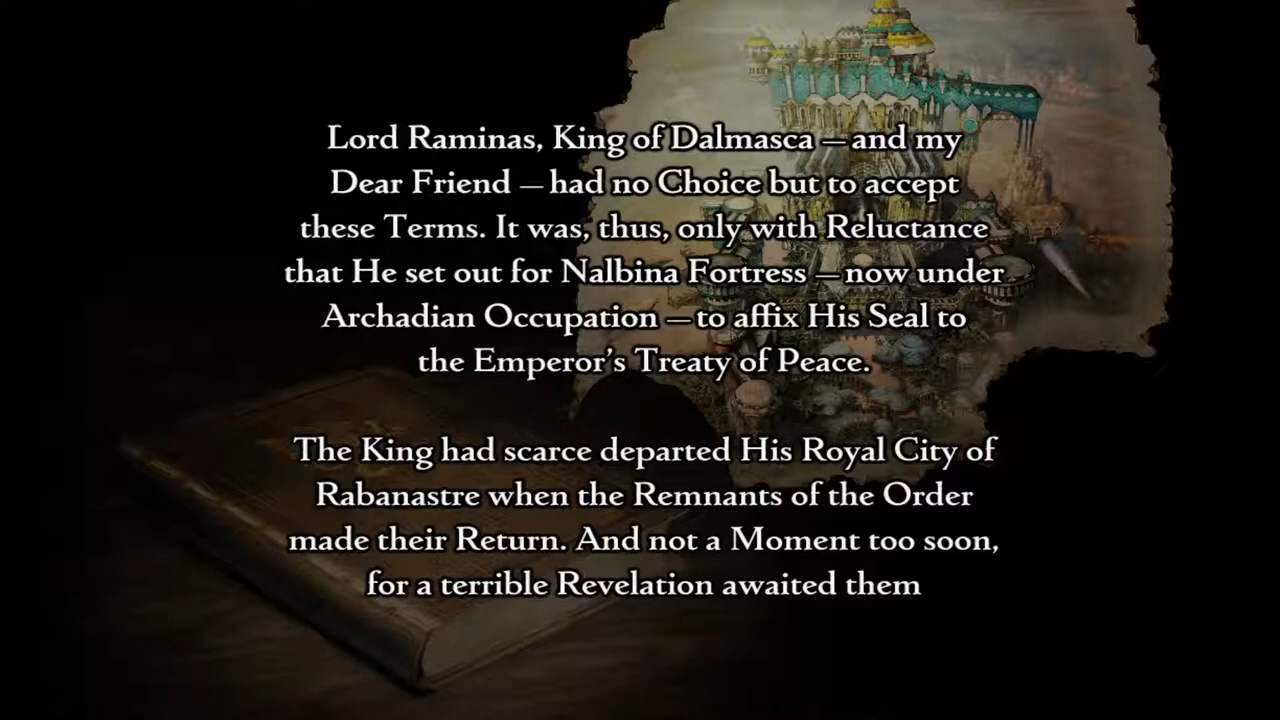 Lord Raminas, King of Dalmasca – and my
Dear Friend – had no Choice but to accept
these Terms. It was, thus, only with Reluctance
that He set out for Nalbina Fortress – now under
Archadian Occupation – to affix His Seal to
the Emperor's Treaty of Peace.
The King had scarce departed His Royal City of
Rabanastre when the Remnants of the Order
made their Return. And not a Moment too soon,
for a terrible Revelation awaited them